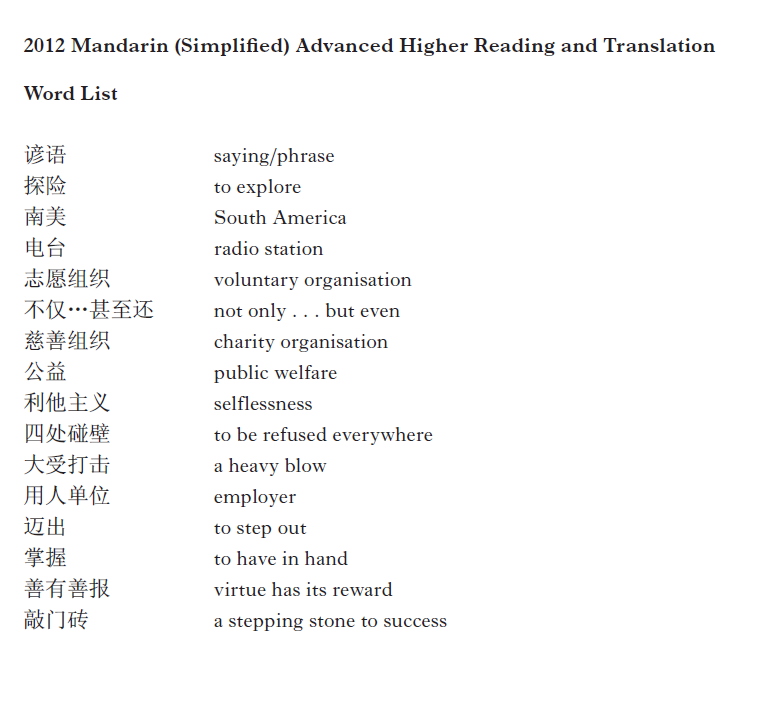 2012 Mandarin (Simplified) Advanced Higher Reading and Translation
Word List
谚语 saying/phrase
探险 to explore
南美 South America
电台 radio station
志愿组织 voluntary organisation
不仅…甚至还 not only . . . but even
慈善组织 charity organisation
公益 public welfare
利他主义 selflessness
四处碰壁 to be refused everywhere
大受打击 a heavy blow
用人单位 employer
迈出 to step out
掌握 to have in hand
善有善报 virtue has its reward
敲门砖 a stepping stone to success